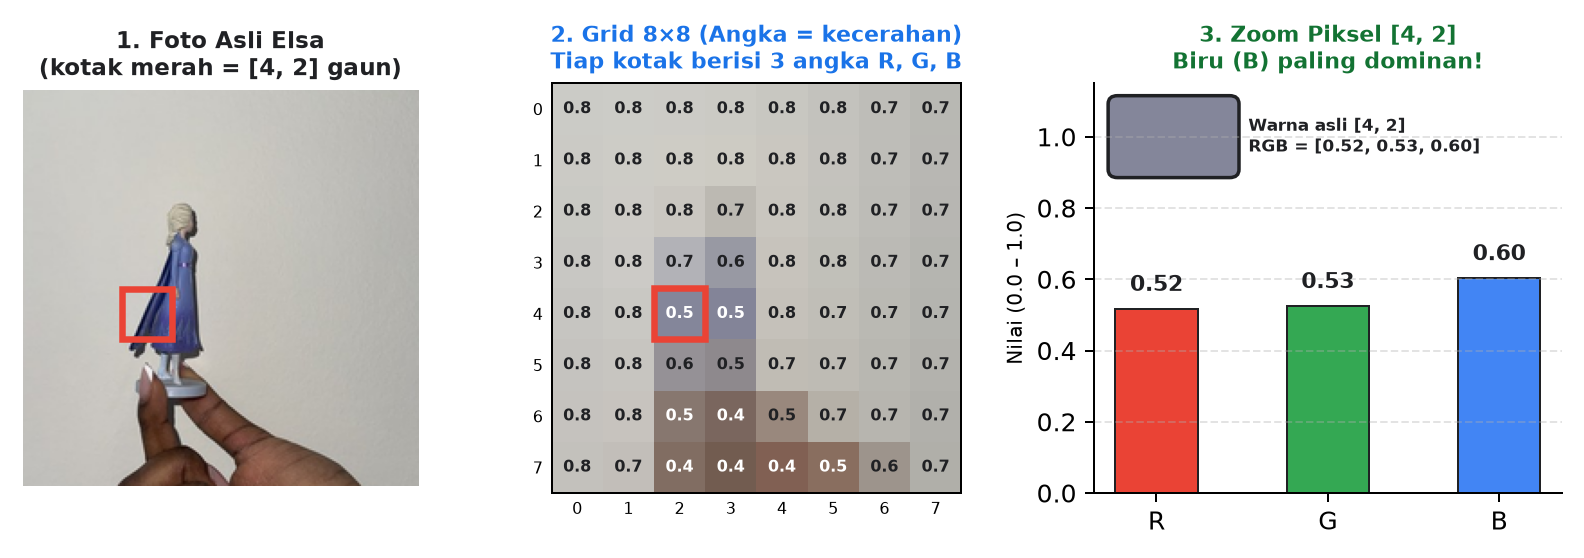 1. Foto Asli Elsa
(kotak merah = [4, 2] gaun)
2. Grid 8×8 (Angka = kecerahan)
Tiap kotak berisi 3 angka R, G, B
0 0.8 0.8 0.8 0.8 0.8 0.8 0.7 0.7
1 0.8 0.8 0.8 0.8 0.8 0.8 0.7 0.7
2 0.8 0.8 0.8 0.7 0.8 0.8 0.7 0.7
3 0.8 0.8 0.7 0.6 0.8 0.8 0.7 0.7
4 0.8 0.8 0.5 0.5 0.8 0.7 0.7 0.7
5 0.8 0.8 0.6 0.5 0.7 0.7 0.7 0.7
6 0.8 0.8 0.5 0.4 0.5 0.7 0.7 0.7
7 0.8 0.7 0.4 0.4 0.4 0.5 0.6 0.7
0 1 2 3 4 5 6 7
3. Zoom Piksel [4, 2]
Biru (B) paling dominan!
Warna asli [4, 2]
RGB = [0.52, 0.53, 0.60]
Nilai (0.0 – 1.0)
1.0
0.8
0.6
0.4
0.2
0.0
0.52
0.53
0.60
R G B